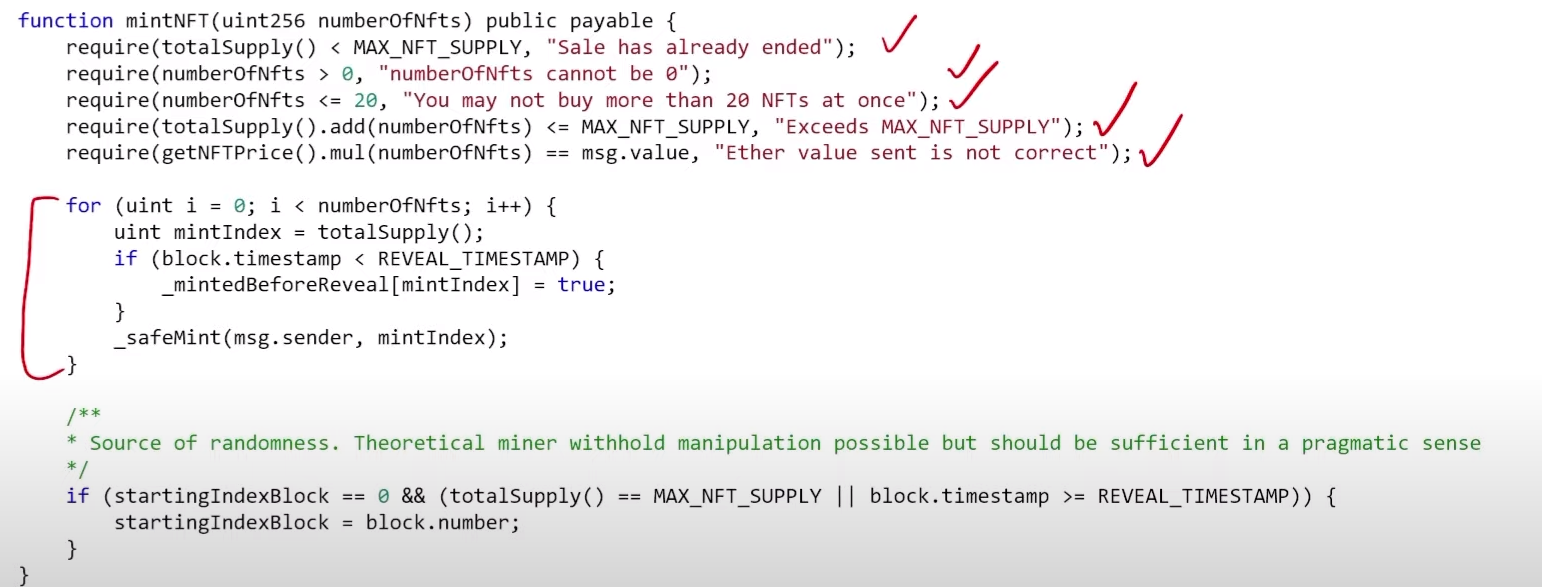 function mintNFT(uint256 numberOfNfts) public payable {
    require(totalSupply() < MAX_NFT_SUPPLY, "Sale has already ended");
    require(numberOfNfts > 0, "numberOfNfts cannot be 0");
    require(numberOfNfts <= 20, "You may not buy more than 20 NFTs at once");
    require(totalSupply().add(numberOfNfts) <= MAX_NFT_SUPPLY, "Exceeds MAX_NFT_SUPPLY");
    require(getNFTPrice().mul(numberOfNfts) == msg.value, "Ether value sent is not correct");
    for (uint i = 0; i < numberOfNfts; i++) {
        uint mintIndex = totalSupply();
        if (block.timestamp < REVEAL_TIMESTAMP) {
            _mintedBeforeReveal[mintIndex] = true;
        }
        _safeMint(msg.sender, mintIndex);
    }
    /**
    * Source of randomness. Theoretical miner withhold manipulation possible but should be sufficient in a pragmatic sense
    */
    if (startingIndexBlock == 0 && (totalSupply() == MAX_NFT_SUPPLY || block.timestamp >= REVEAL_TIMESTAMP)) {
        startingIndexBlock = block.number;
    }
}